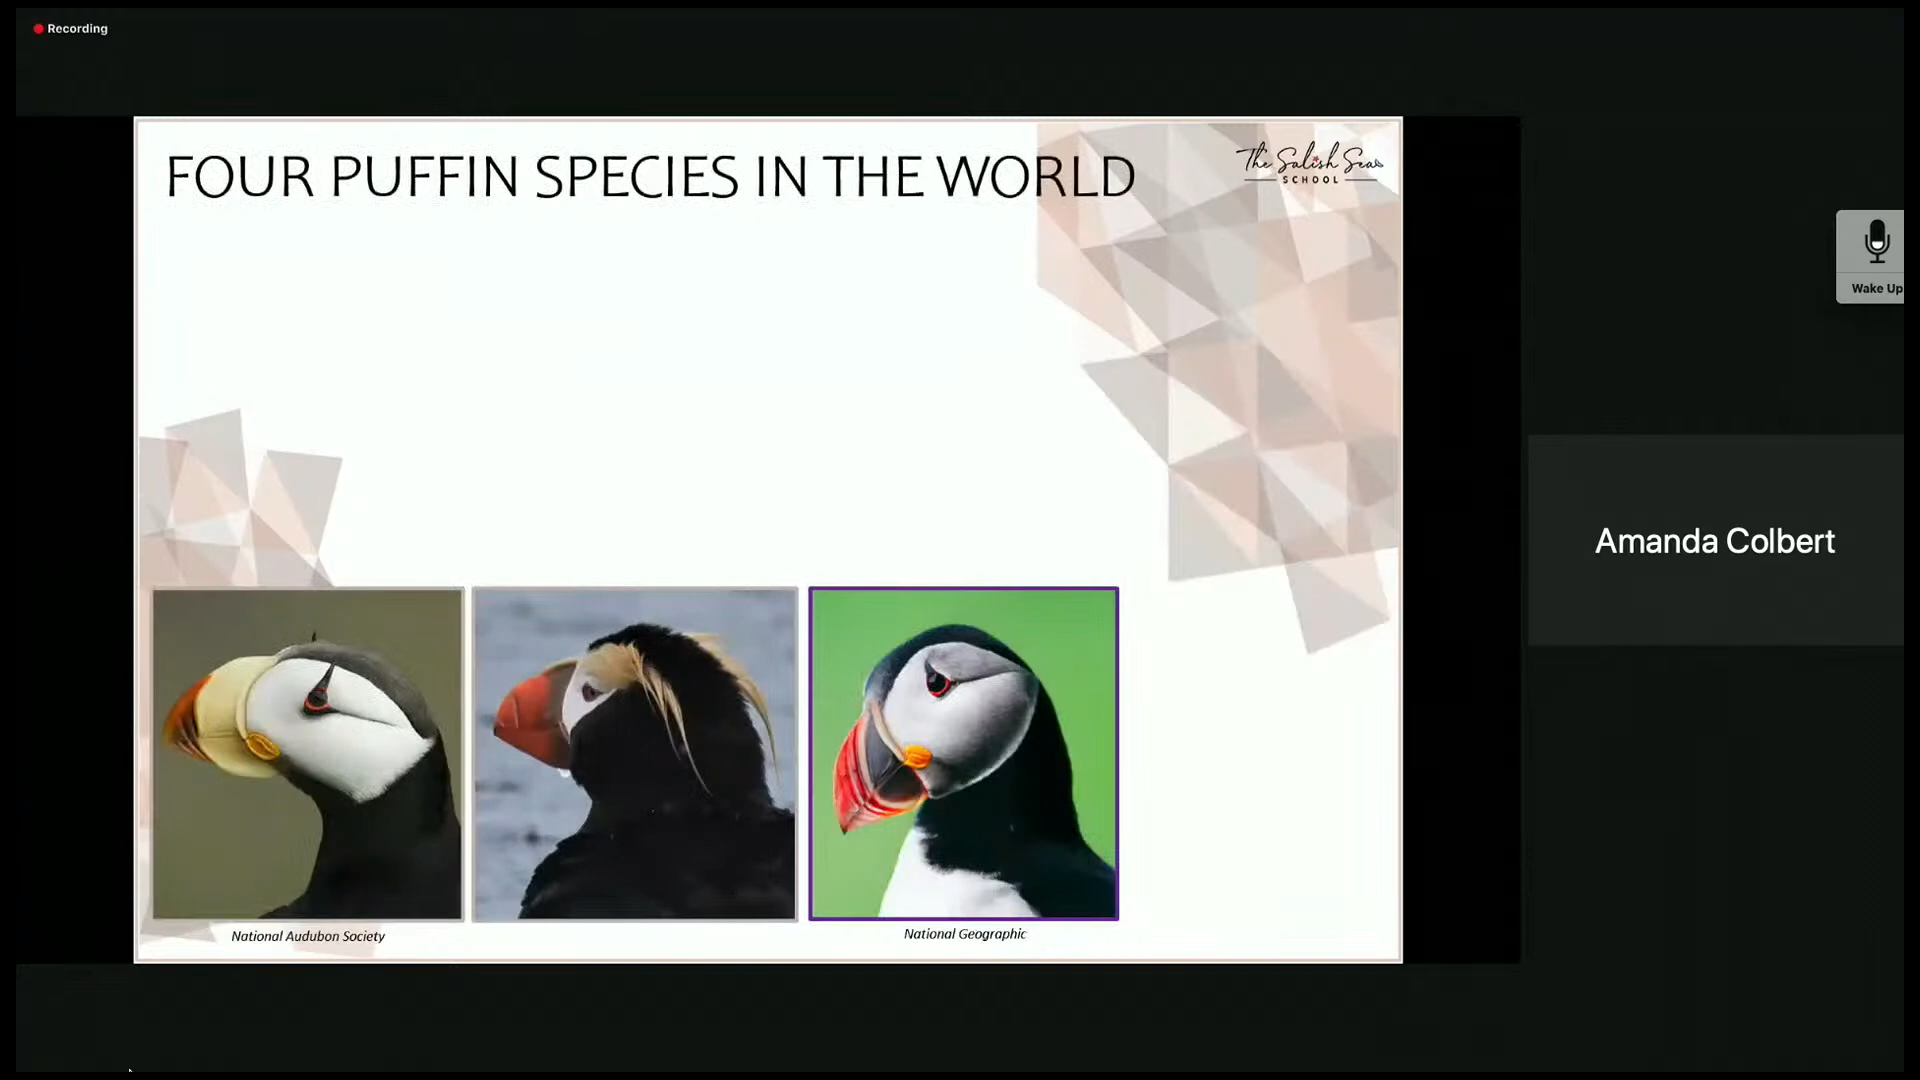 Recording
FOUR PUFFIN SPECIES IN THE WORLD
The Salish Sea
SCHOOL
Wake Up
Amanda Colbert
National Audubon Society
National Geographic